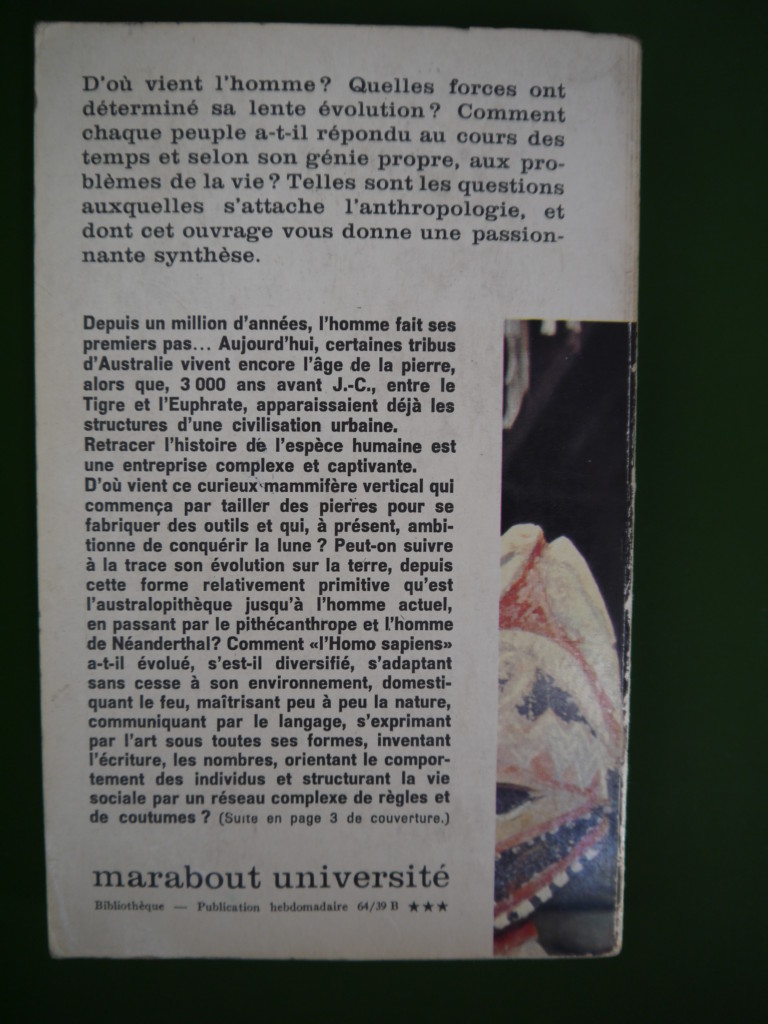 D'où vient l'homme? Quelles forces ont
déterminé sa lente évolution? Comment
chaque peuple a-t-il répondu au cours des
temps et selon son génie propre, aux pro-
blèmes de la vie? Telles sont les questions
auxquelles s'attache l'anthropologie, et
dont cet ouvrage vous donne une passion-
nante synthèse.
Depuis un million d'années, l'homme fait ses
premiers pas... Aujourd'hui, certaines tribus
d'Australie vivent encore l'âge de la pierre,
alors que, 3 000 ans avant J.-C., entre le
Tigre et l'Euphrate, apparaissaient déjà les
structures d'une civilisation urbaine.
Retracer l'histoire de l'espèce humaine est
une entreprise complexe et captivante.
D'où vient ce curieux mammifère vertical qui
commença par tailler des pierres pour se
fabriquer des outils et qui, à présent, ambi-
tionne de conquérir la lune ? Peut-on suivre
à la trace son évolution sur la terre, depuis
cette forme relativement primitive qu'est
l'australopithèque jusqu'à l'homme actuel,
en passant par le pithécanthrope et l'homme
de Néanderthal? Comment «l'Homo sapiens»
a-t-il évolué, s'est-il diversifié, s'adaptant
sans cesse à son environnement, domesti-
quant le feu, maîtrisant peu à peu la nature,
communiquant par le langage, s'exprimant
par l'art sous toutes ses formes, inventant
l'écriture, les nombres, orientant le compor-
tement des individus et structurant la vie
sociale par un réseau complexe de règles et
de coutumes ? (Suite en page 3 de couverture.)
marabout université
Bibliothèque — Publication hebdomadaire 64/39 B ★★★